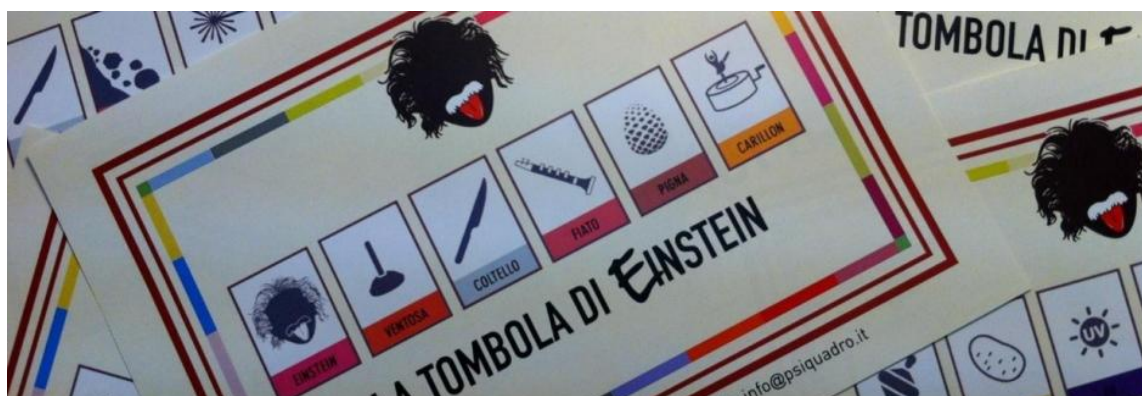 TOMBOLA DI
CARILLON
PIGNA
FIATO
COLTELLO
VENTOSA
EINSTEIN
LA TOMBOLA DI EINSTEIN
info@psiquadro.it
UV